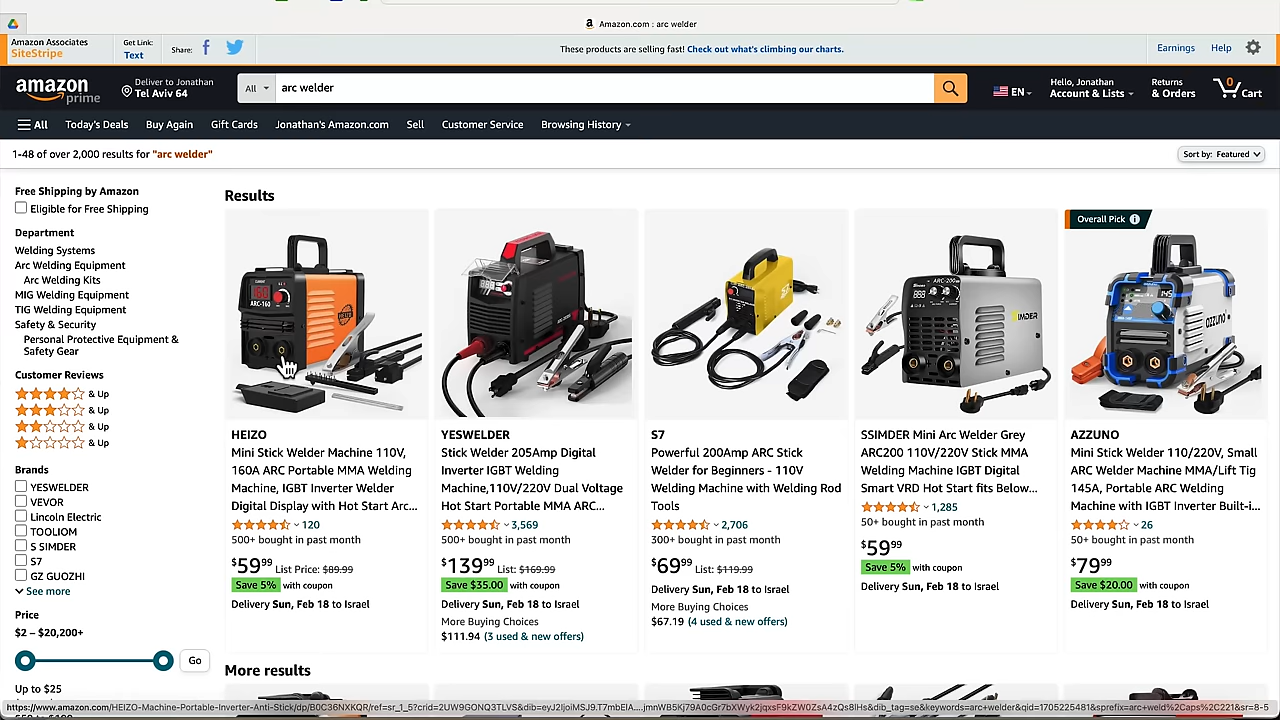 Amazon.com : arc welder
Amazon Associates
SiteStripe
Get Link:
Text
Share:
These products are selling fast! Check out what's climbing our charts.
Earnings
Help
amazon
prime
Deliver to Jonathan
Tel Aviv 64
All
arc welder
EN
Hello, Jonathan
Account & Lists
Returns
& Orders
0
Cart
All
Today's Deals
Buy Again
Gift Cards
Jonathan's Amazon.com
Sell
Customer Service
Browsing History
1-48 of over 2,000 results for "arc welder"
Sort by: Featured
Free Shipping by Amazon
Eligible for Free Shipping
Department
Welding Systems
Arc Welding Equipment
Arc Welding Kits
MIG Welding Equipment
TIG Welding Equipment
Safety & Security
Personal Protective Equipment &
Safety Gear
Customer Reviews
& Up
& Up
& Up
& Up
Brands
YESWELDER
VEVOR
Lincoln Electric
TOOLIOM
S SIMDER
S7
GZ GUOZHI
See more
Price
$2 – $20,200+
Go
Up to $25
Results
ARC-160
HEIZO
Mini Stick Welder Machine 110V,
160A ARC Portable MMA Welding
Machine, IGBT Inverter Welder
Digital Display with Hot Start Arc...
120
500+ bought in past month
$59.99 List Price: $89.99
Save 5% with coupon
Delivery Sun, Feb 18 to Israel
YESWELDER
Stick Welder 205Amp Digital
Inverter IGBT Welding
Machine,110V/220V Dual Voltage
Hot Start Portable MMA ARC...
3,569
500+ bought in past month
$139.99 List: $169.99
Save $35.00 with coupon
Delivery Sun, Feb 18 to Israel
More Buying Choices
$111.94 (3 used & new offers)
S7
Powerful 200Amp ARC Stick
Welder for Beginners - 110V
Welding Machine with Welding Rod
Tools
2,706
300+ bought in past month
$69.99 List: $119.99
Delivery Sun, Feb 18 to Israel
More Buying Choices
$67.19 (4 used & new offers)
ARC-200
SIMDER
SSIMDER Mini Arc Welder Grey
ARC200 110V/220V Stick MMA
Welding Machine IGBT Digital
Smart VRD Hot Start fits Below...
1,285
50+ bought in past month
$59.99
Save 5% with coupon
Delivery Sun, Feb 18 to Israel
Overall Pick
145
AZZUNO
AZZUNO
Mini Stick Welder 110/220V, Small
ARC Welder Machine MMA/Lift Tig
145A, Portable ARC Welding
Machine with IGBT Inverter Built-i...
26
50+ bought in past month
$79.99
Save $20.00 with coupon
Delivery Sun, Feb 18 to Israel
More results